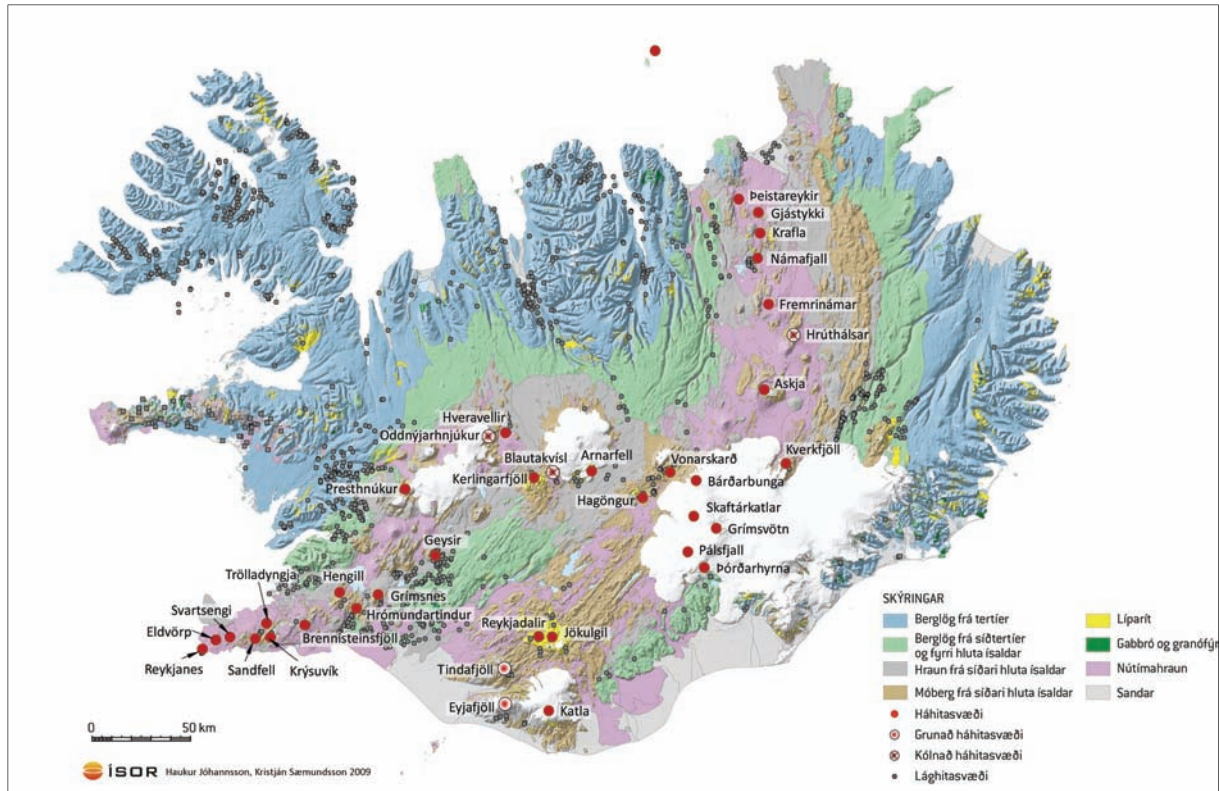 Þeistareykir
Gjástykki
Krafla
Námafjall
Fremrinámar
Hrúthálsar
Askja
Hveravellir
Oddnýjarhnjúkur
Blautakvísl
Arnarfell
Vonarskarð
Kverkfjöll
Kerlingarfjöll
Bárðarbunga
Presthnúkur
Hagöngur
Skaftárkatlar
Grímsvötn
Geysir
Pálsfjall
Þórðarhyrna
Trölladyngja
Hengill
Grímsnes
Svartsengi
Hrómundartindur
Reykjadalir
Jökulgil
Eldvörp
Brennisteinsfjöll
Reykjanes
Sandfell
Krýsuvík
Tindafjöll
Eyjafjöll
Katla
SKÝRINGAR
Berglög frá tertíer
Berglög frá síðtertíer
og fyrri hluta ísaldar
Hraun frá síðari hluta ísaldar
Móberg frá síðari hluta ísaldar
Háhitasvæði
Grunað háhitasvæði
Kólnað háhitasvæði
Lághitasvæði
Líparít
Gabbró og granófýr
Nútímahraun
Sandar
0 50 km
ÍSOR Haukur Jóhannsson, Kristján Sæmundsson 2009